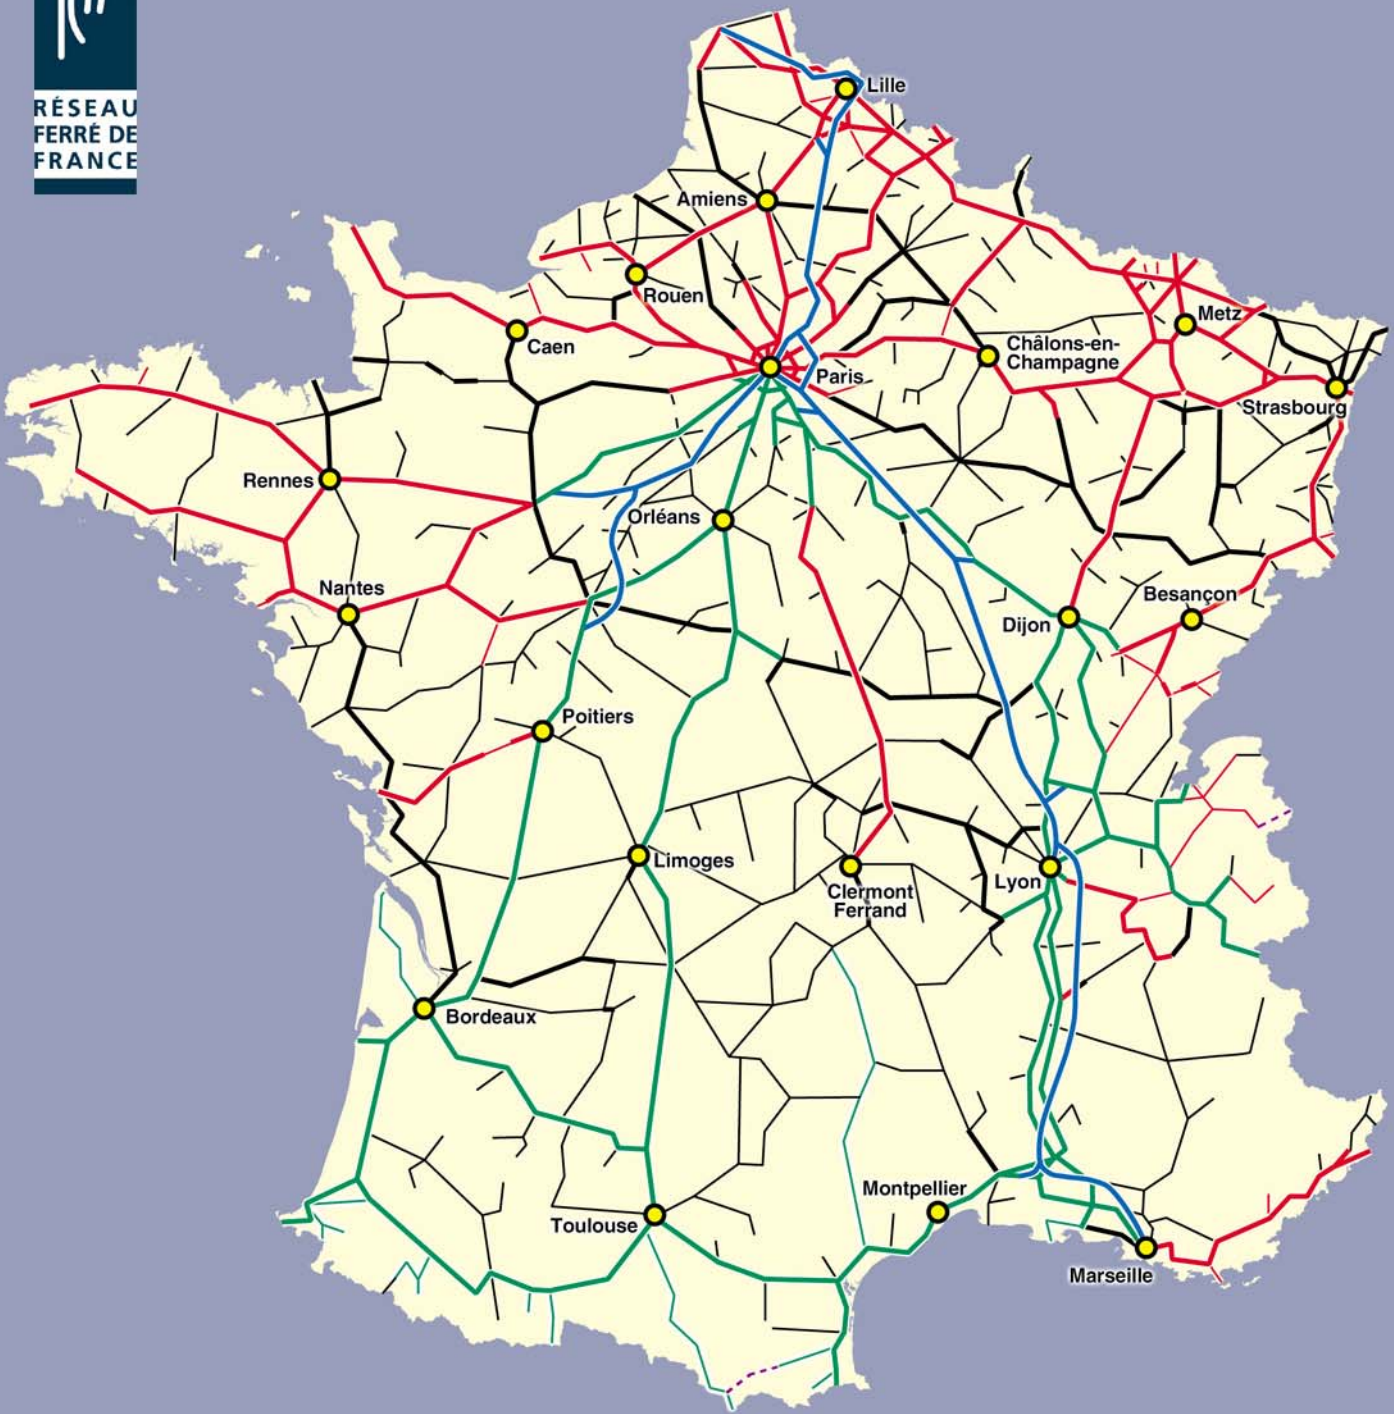 RÉSEAU
FERRÉ DE
FRANCE
Lille
Amiens
Rouen
Metz
Caen
Châlons-en-
Champagne
Paris
Strasbourg
Rennes
Orléans
Nantes
Besançon
Dijon
Poitiers
Limoges
Clermont
Ferrand
Lyon
Bordeaux
Montpellier
Toulouse
Marseille